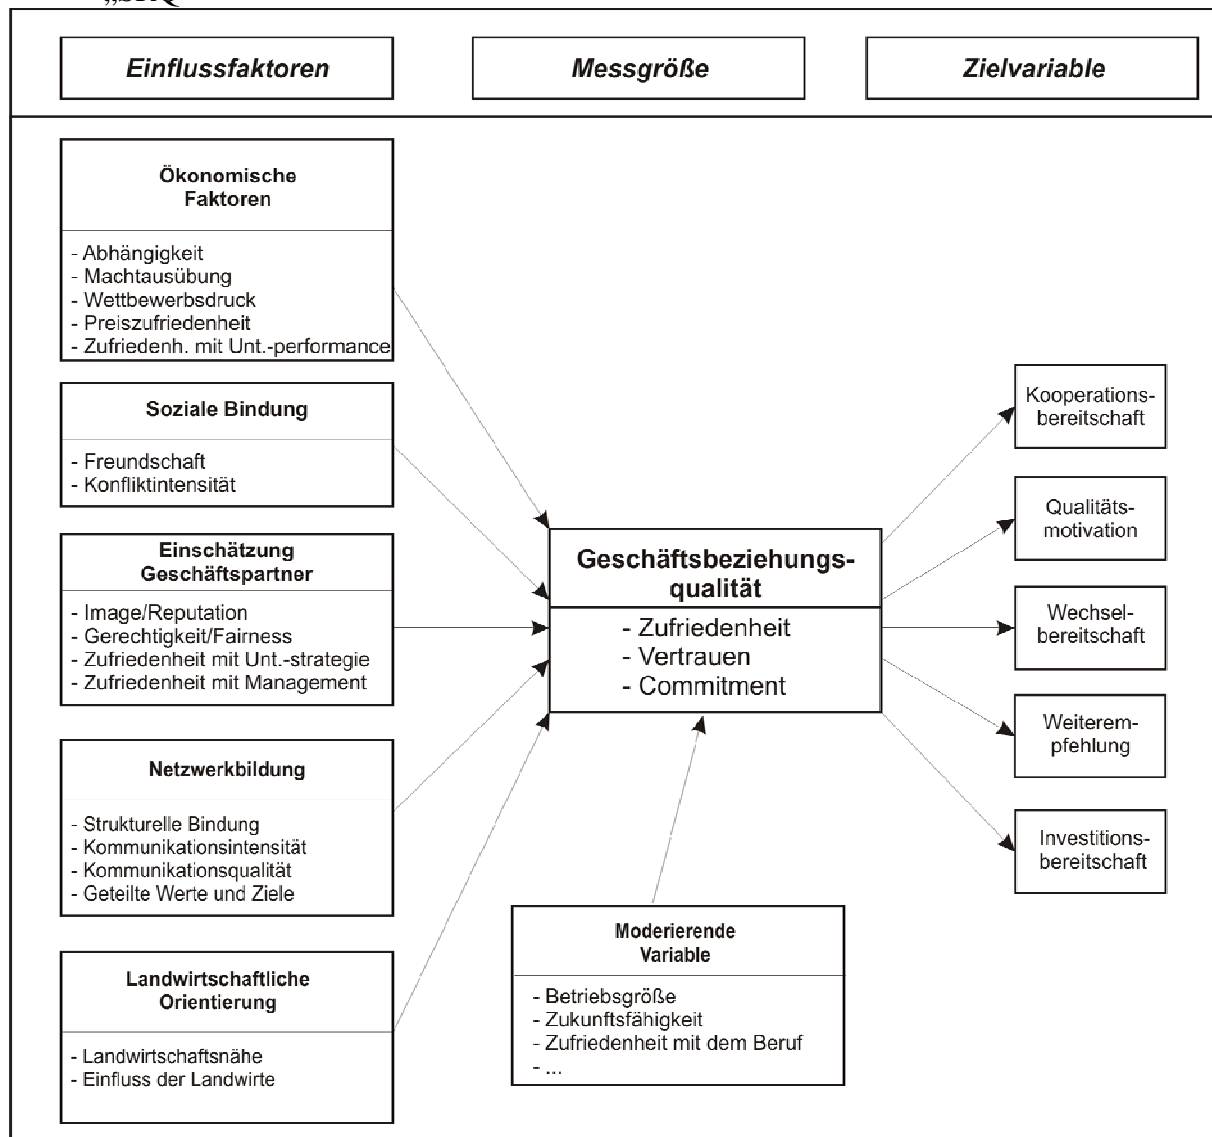 Einflussfaktoren
Messgröße
Zielvariable
Ökonomische
Faktoren
- Abhängigkeit
- Machtausübung
- Wettbewerbsdruck
- Preiszufriedenheit
- Zufriedenh. mit Unt.-performance
Soziale Bindung
- Freundschaft
- Konfliktintensität
Einschätzung
Geschäftspartner
- Image/Reputation
- Gerechtigkeit/Fairness
- Zufriedenheit mit Unt.-strategie
- Zufriedenheit mit Management
Netzwerkbildung
- Strukturelle Bindung
- Kommunikationsintensität
- Kommunikationsqualität
- Geteilte Werte und Ziele
Landwirtschaftliche
Orientierung
- Landwirtschaftsnähe
- Einfluss der Landwirte
Geschäftsbeziehungs-
qualität
- Zufriedenheit
- Vertrauen
- Commitment
Moderierende
Variable
- Betriebsgröße
- Zukunftsfähigkeit
- Zufriedenheit mit dem Beruf
- ...
Kooperations-
bereitschaft
Qualitäts-
motivation
Wechsel-
bereitschaft
Weiterem-
pfehlung
Investitions-
bereitschaft